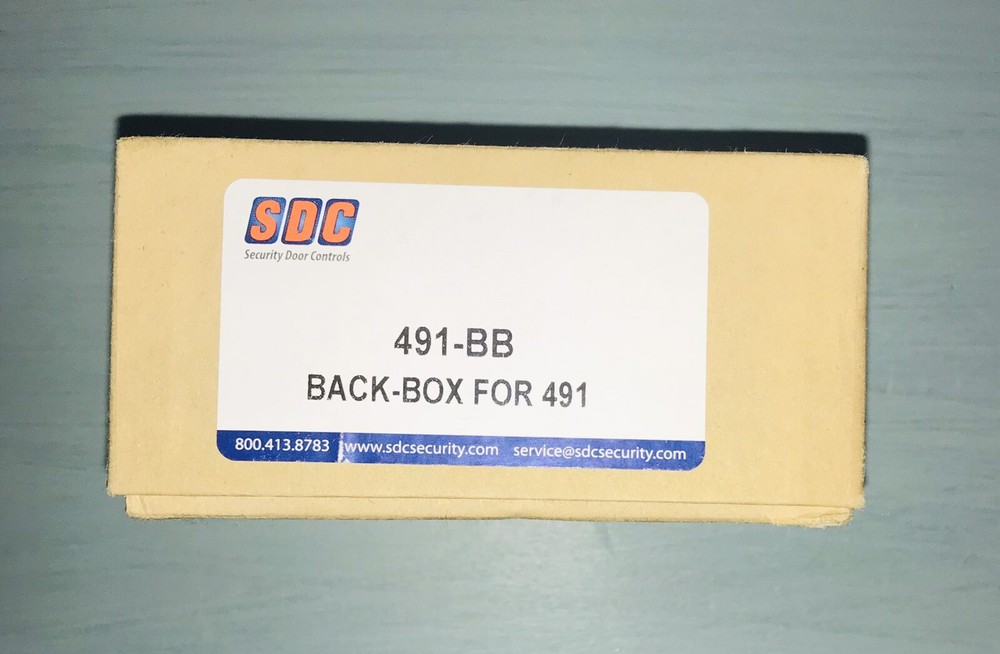 SDC
Security Door Controls
491-BB
BACK-BOX FOR 491
800.413.8783 www.sdcsecurity.com service@sdcsecurity.com